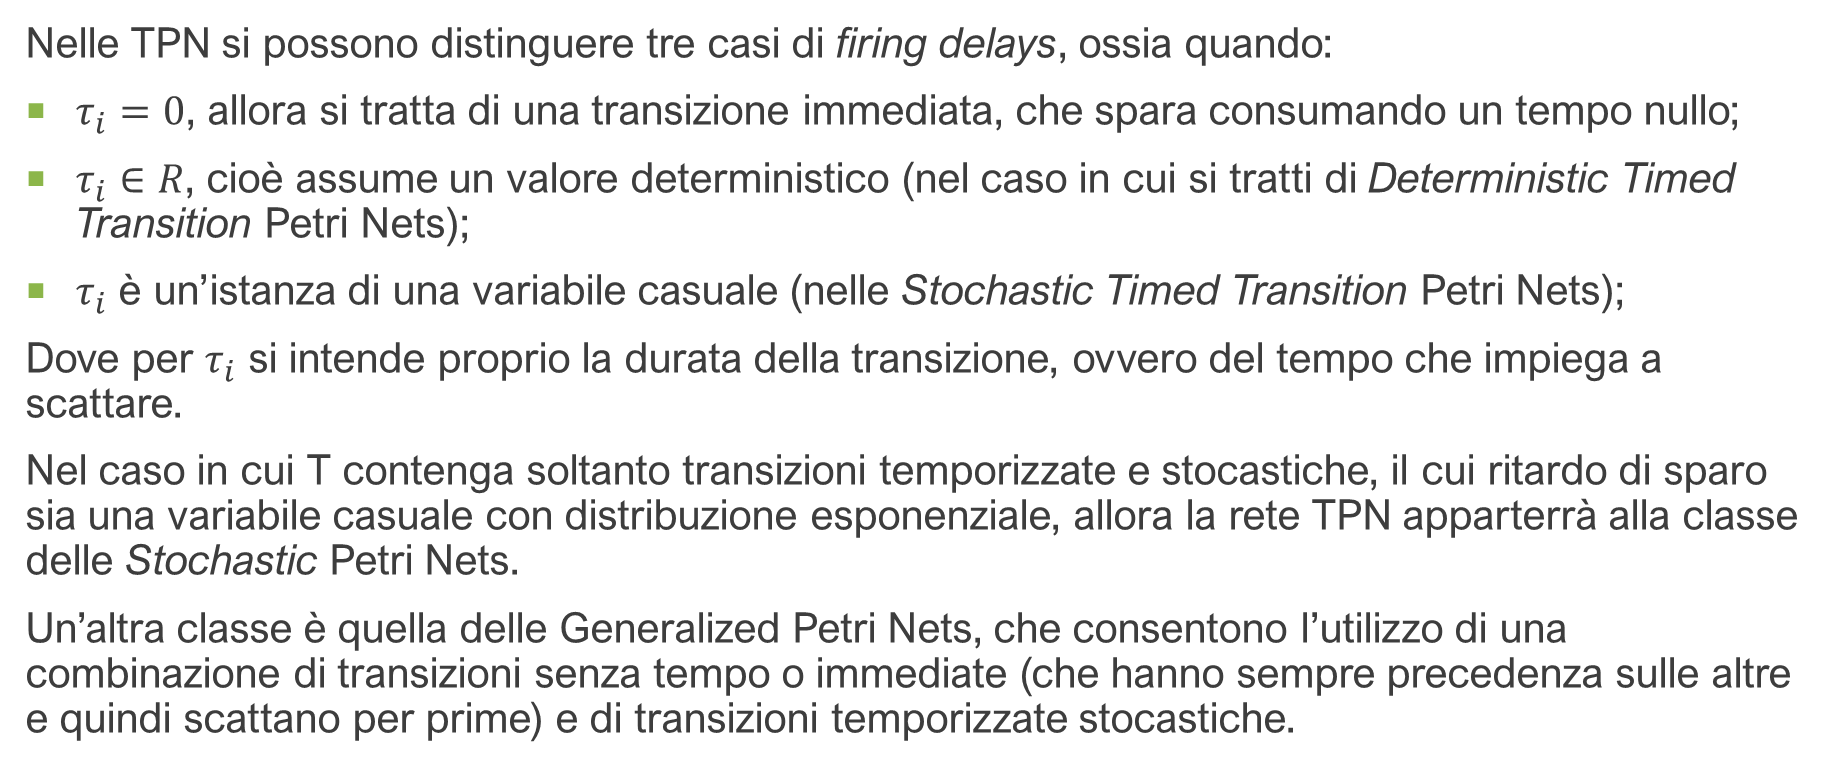 Nelle TPN si possono distinguere tre casi di firing delays, ossia quando:
▪ τᵢ = 0, allora si tratta di una transizione immediata, che spara consumando un tempo nullo;
▪ τᵢ ∈ R, cioè assume un valore deterministico (nel caso in cui si tratti di Deterministic Timed
Transition Petri Nets);
▪ τᵢ è un’istanza di una variabile casuale (nelle Stochastic Timed Transition Petri Nets);
Dove per τᵢ si intende proprio la durata della transizione, ovvero del tempo che impiega a
scattare.
Nel caso in cui T contenga soltanto transizioni temporizzate e stocastiche, il cui ritardo di sparo
sia una variabile casuale con distribuzione esponenziale, allora la rete TPN apparterrà alla classe
delle Stochastic Petri Nets.
Un’altra classe è quella delle Generalized Petri Nets, che consentono l’utilizzo di una
combinazione di transizioni senza tempo o immediate (che hanno sempre precedenza sulle altre
e quindi scattano per prime) e di transizioni temporizzate stocastiche.